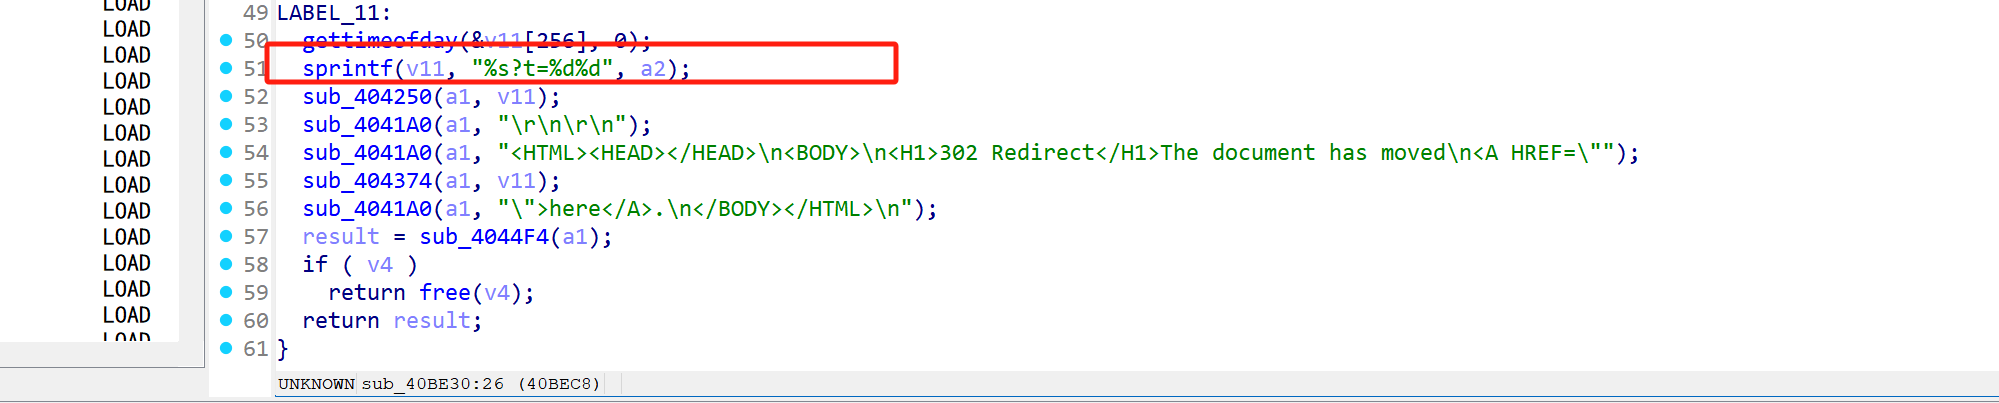 LOAD
LOAD
LOAD
LOAD
LOAD
LOAD
LOAD
LOAD
LOAD
LOAD
LOAD
LOAD
LOAD
LOAD
49 LABEL_11:
50 gettimeofday(&v11[256], 0);
51 sprintf(v11, "%s?t=%d%d", a2);
52 sub_404250(a1, v11);
53 sub_4041A0(a1, "\r\n\r\n");
54 sub_4041A0(a1, "<HTML><HEAD></HEAD>\n<BODY>\n<H1>302 Redirect</H1>The document has moved\n<A HREF=\"");
55 sub_404374(a1, v11);
56 sub_4041A0(a1, "\">here</A>.\n</BODY></HTML>\n");
57 result = sub_4044F4(a1);
58 if ( v4 )
59 return free(v4);
60 return result;
61 }
UNKNOWN sub_40BE30:26 (40BEC8)